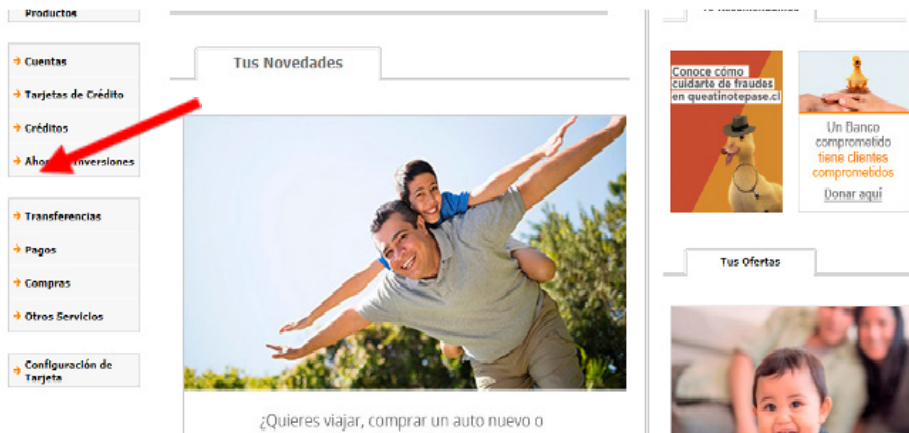 Productos
Cuentas
Tarjetas de Crédito
Créditos
Inversiones
Transferencias
Pagos
Compras
Otros Servicios
Configuración de
Tarjeta
Tus Novedades
¿Quieres viajar, comprar un auto nuevo o
Conoce cómo
cuidarte de fraudes
en queatinotepase.cl
Un Banco
comprometido
tiene clientes
comprometidos
Donar aquí
Tus Ofertas